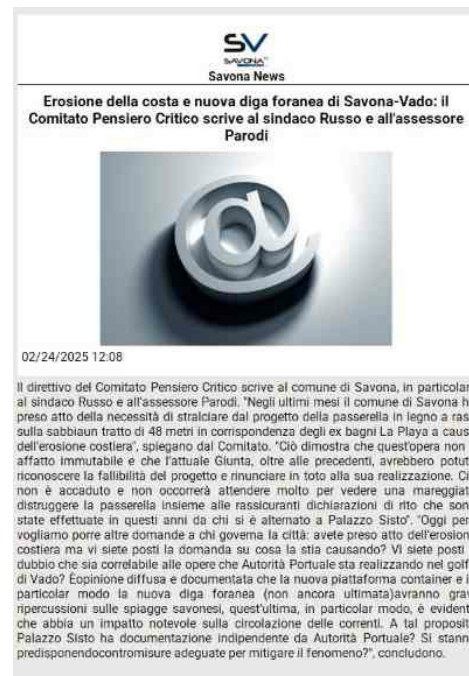 SV
SAVONA
Savona News
Erosione della costa e nuova diga foranea di Savona-Vado: il
Comitato Pensiero Critico scrive al sindaco Russo e all'assessore
Parodi
@
02/24/2025 12:08
Il direttivo del Comitato Pensiero Critico scrive al comune di Savona, in particolar
al sindaco Russo e all'assessore Parodi. "Negli ultimi mesi il comune di Savona h
preso atto della necessità di stralciare dal progetto della passerella in legno a ras
sulla sabbiaun tratto di 48 metri in corrispondenza degli ex bagni La Playa a caus
dell'erosione costiera", spiegano dal Comitato. "Ciò dimostra che quest'opera non
affatto immutabile e che l'attuale Giunta, oltre alle precedenti, avrebbero potut
riconoscere la fallibilità del progetto e rinunciare in toto alla sua realizzazione. Ci
non è accaduto e non occorrerà attendere molto per vedere una mareggiat
distruggere la passerella insieme alle rassicuranti dichiarazioni di rito che son
state effettuate in questi anni da chi si è alternato a Palazzo Sisto". "Oggi per
vogliamo porre altre domande a chi governa la città: avete preso atto dell'erosion
costiera ma vi siete posti la domanda su cosa la stia causando? Vi siete posti
dubbio che sia correlabile alle opere che Autorità Portuale sta realizzando nel golf
di Vado? Èopinione diffusa e documentata che la nuova piattaforma container e i
particolar modo la nuova diga foranea (non ancora ultimata)avranno grav
ripercussioni sulle spiagge savonesi, quest'ultima, in particolar modo, è evident
che abbia un impatto notevole sulla circolazione delle correnti. A tal proposit
Palazzo Sisto ha documentazione indipendente da Autorità Portuale? Si stann
predisponendocontromisure adeguate per mitigare il fenomeno?", concludono.